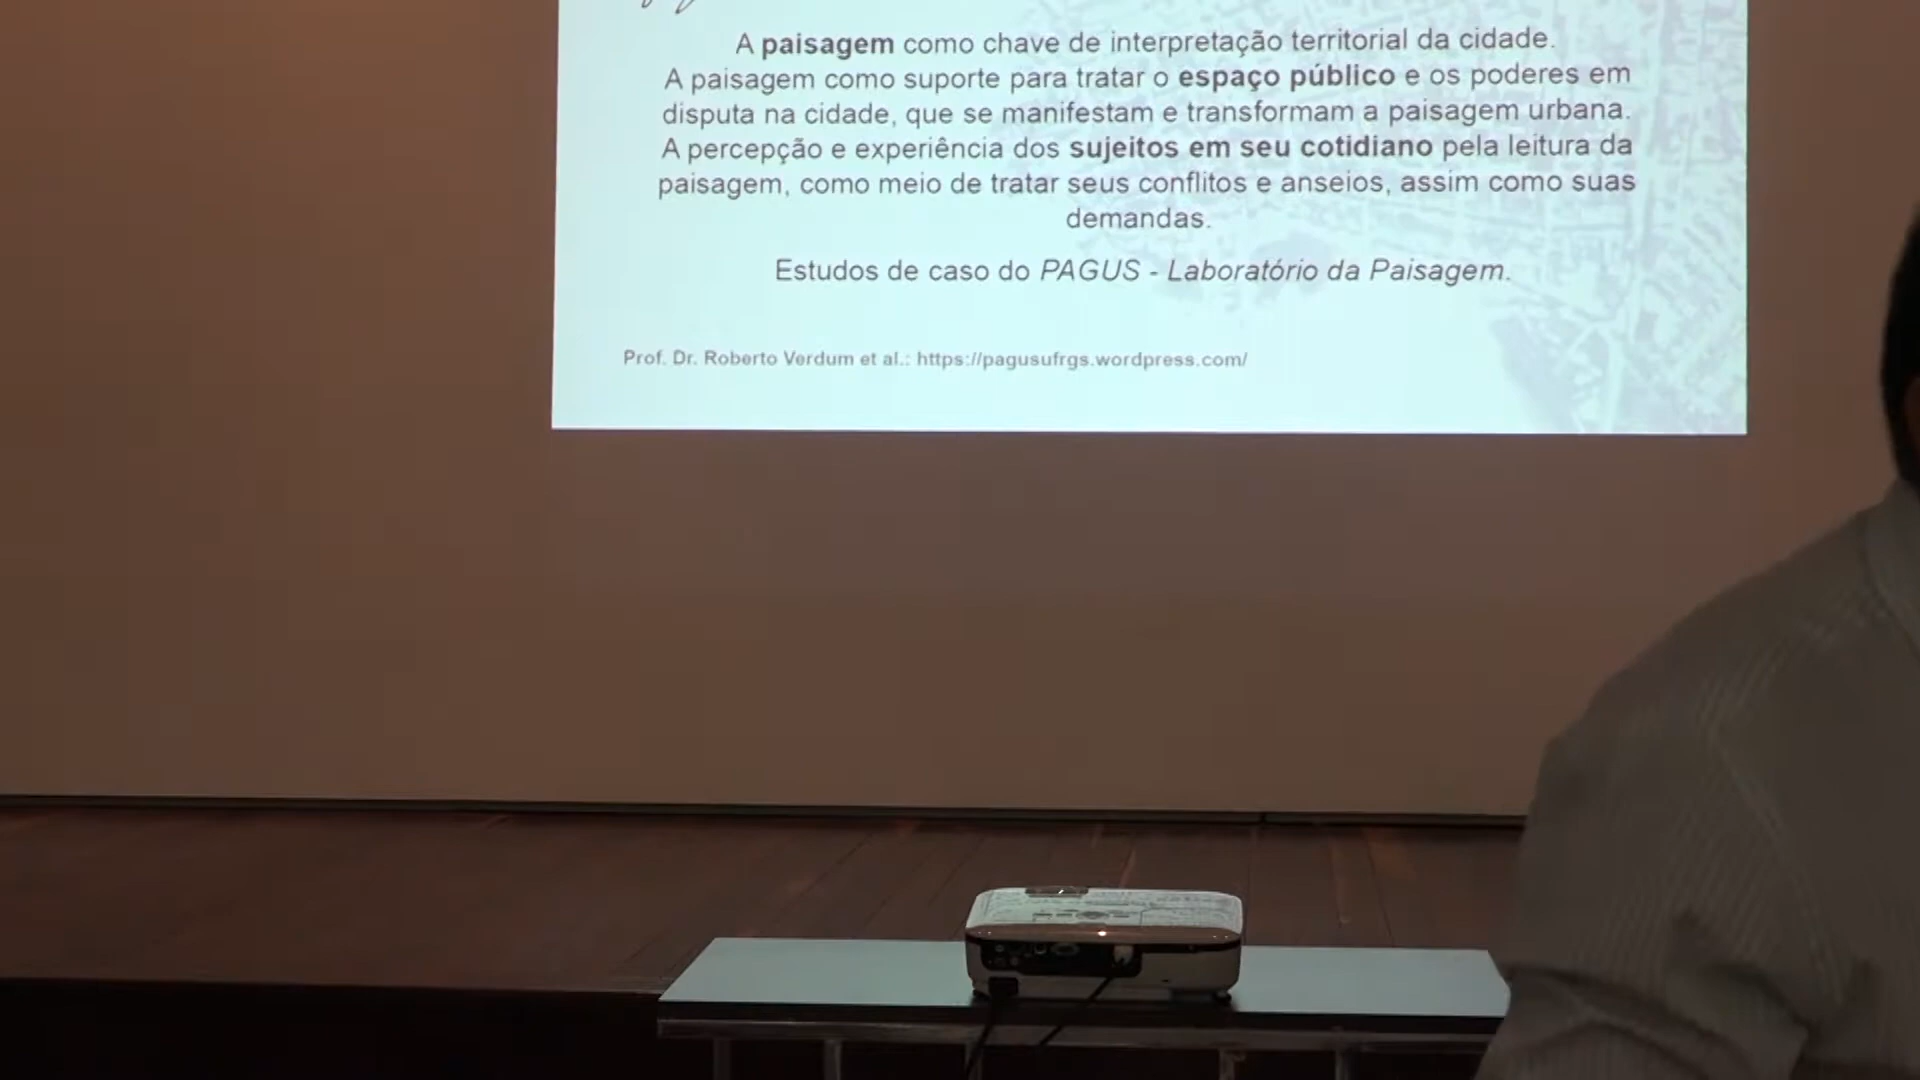 A paisagem como chave de interpretação territorial da cidade.
A paisagem como suporte para tratar o espaço público e os poderes em
disputa na cidade, que se manifestam e transformam a paisagem urbana.
A percepção e experiência dos sujeitos em seu cotidiano pela leitura da
paisagem, como meio de tratar seus conflitos e anseios, assim como suas
demandas.
Estudos de caso do PAGUS - Laboratório da Paisagem.
Prof. Dr. Roberto Verdum et al.: https://pagusufrgs.wordpress.com/